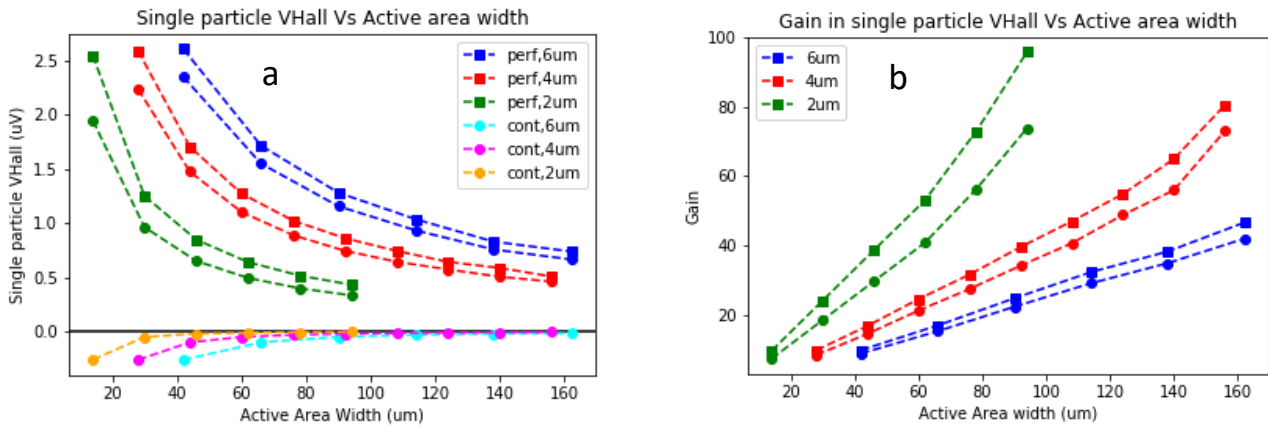 Single particle VHall Vs Active area width
a
perf,6um
perf,4um
perf,2um
cont,6um
cont,4um
cont,2um
Single particle VHall (uV)
2.5
2.0
1.5
1.0
0.5
0.0
20 40 60 80 100 120 140 160
Active Area Width (um)
Gain in single particle VHall Vs Active area width
b
6um
4um
2um
Gain
100
80
60
40
20
20 40 60 80 100 120 140 160
Active Area width (um)